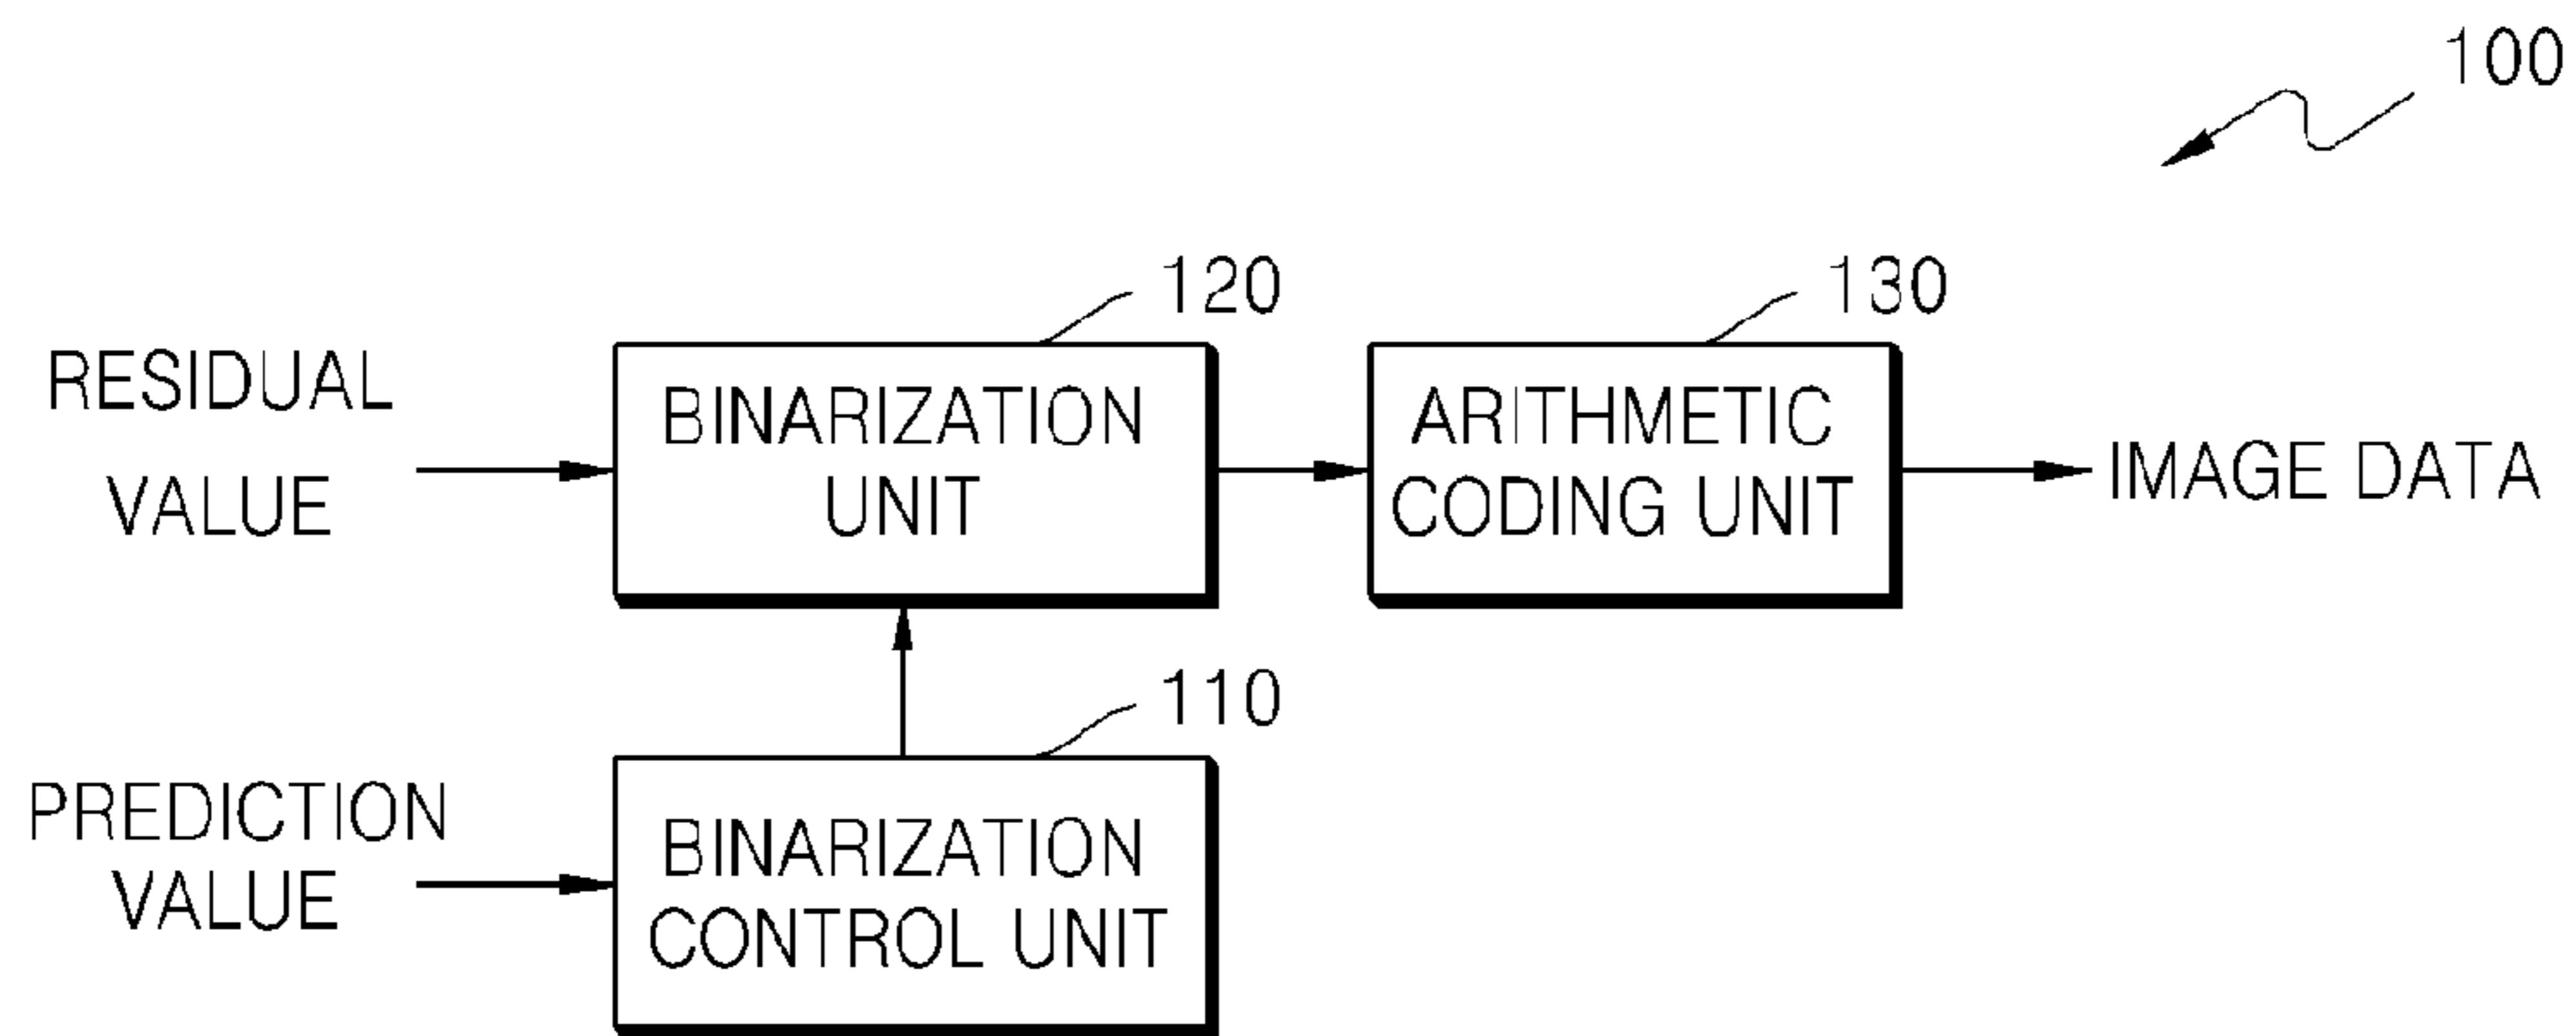 100
120
130
RESIDUAL
VALUE
BINARIZATION
UNIT
ARITHMETIC
CODING UNIT
IMAGE DATA
110
PREDICTION
VALUE
BINARIZATION
CONTROL UNIT